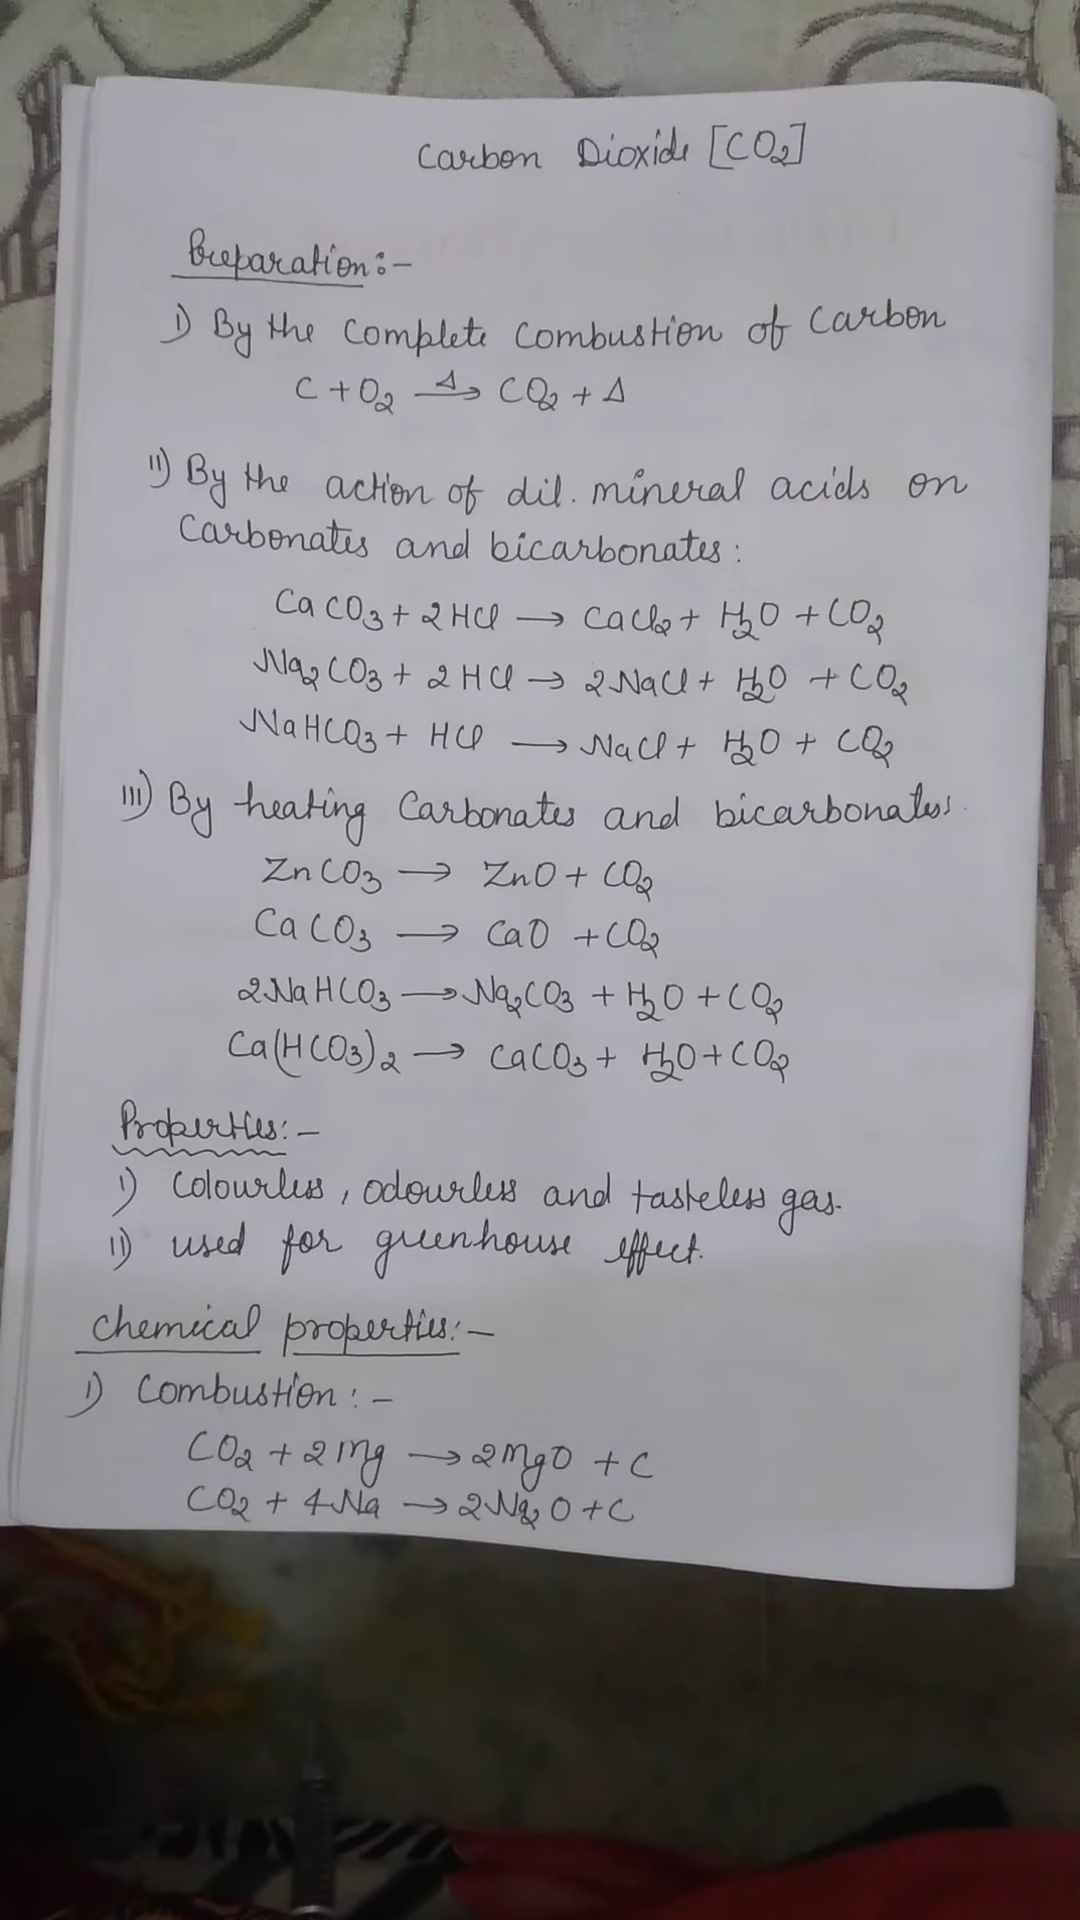 Carbon Dioxide [CO2]
Preparation:-
i) By the Complete Combustion of Carbon
C + O2 —Δ→ CO2 + Δ
ii) By the action of dil. mineral acids on
Carbonates and bicarbonates:
CaCO3 + 2HCl → CaCl2 + H2O + CO2
Na2CO3 + 2HCl → 2NaCl + H2O + CO2
NaHCO3 + HCl → NaCl + H2O + CO2
iii) By heating Carbonates and bicarbonates:
ZnCO3 → ZnO + CO2
CaCO3 → CaO + CO2
2NaHCO3 → Na2CO3 + H2O + CO2
Ca(HCO3)2 → CaCO3 + H2O + CO2
Properties:-
i) Colourless, odourless and tasteless gas.
ii) used for greenhouse effect.
Chemical properties:-
i) Combustion:-
CO2 + 2Mg → 2MgO + C
CO2 + 4Na → 2Na2O + C